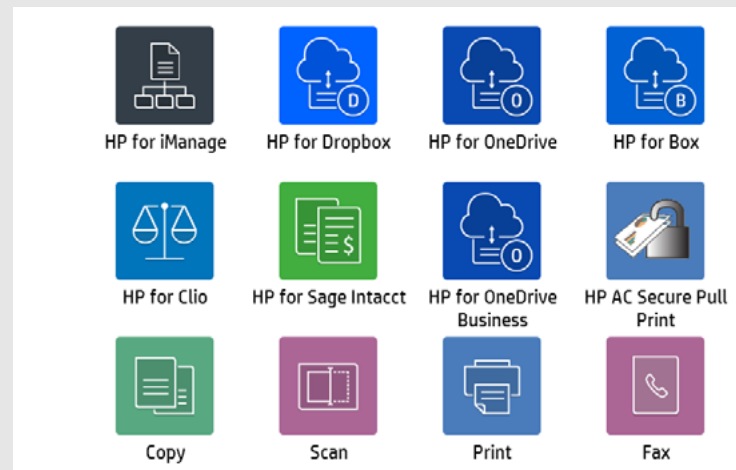 D
O
B
HP for iManage
HP for Dropbox
HP for OneDrive
HP for Box
$
O
HP for Clio
HP for Sage Intacct
HP for OneDrive
Business
HP AC Secure Pull
Print
Copy
Scan
Print
Fax